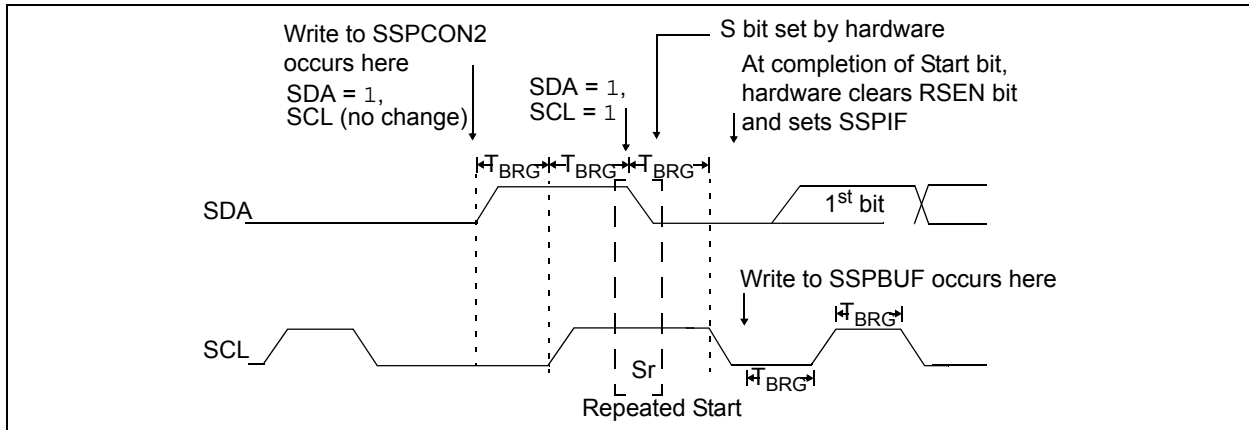 Write to SSPCON2
occurs here
SDA = 1,
SCL (no change)
SDA = 1,
SCL = 1
S bit set by hardware
At completion of Start bit,
hardware clears RSEN bit
and sets SSPIF
TBRG TBRG TBRG
SDA
1st bit
Write to SSPBUF occurs here
TBRG
SCL
Sr
TBRG
Repeated Start